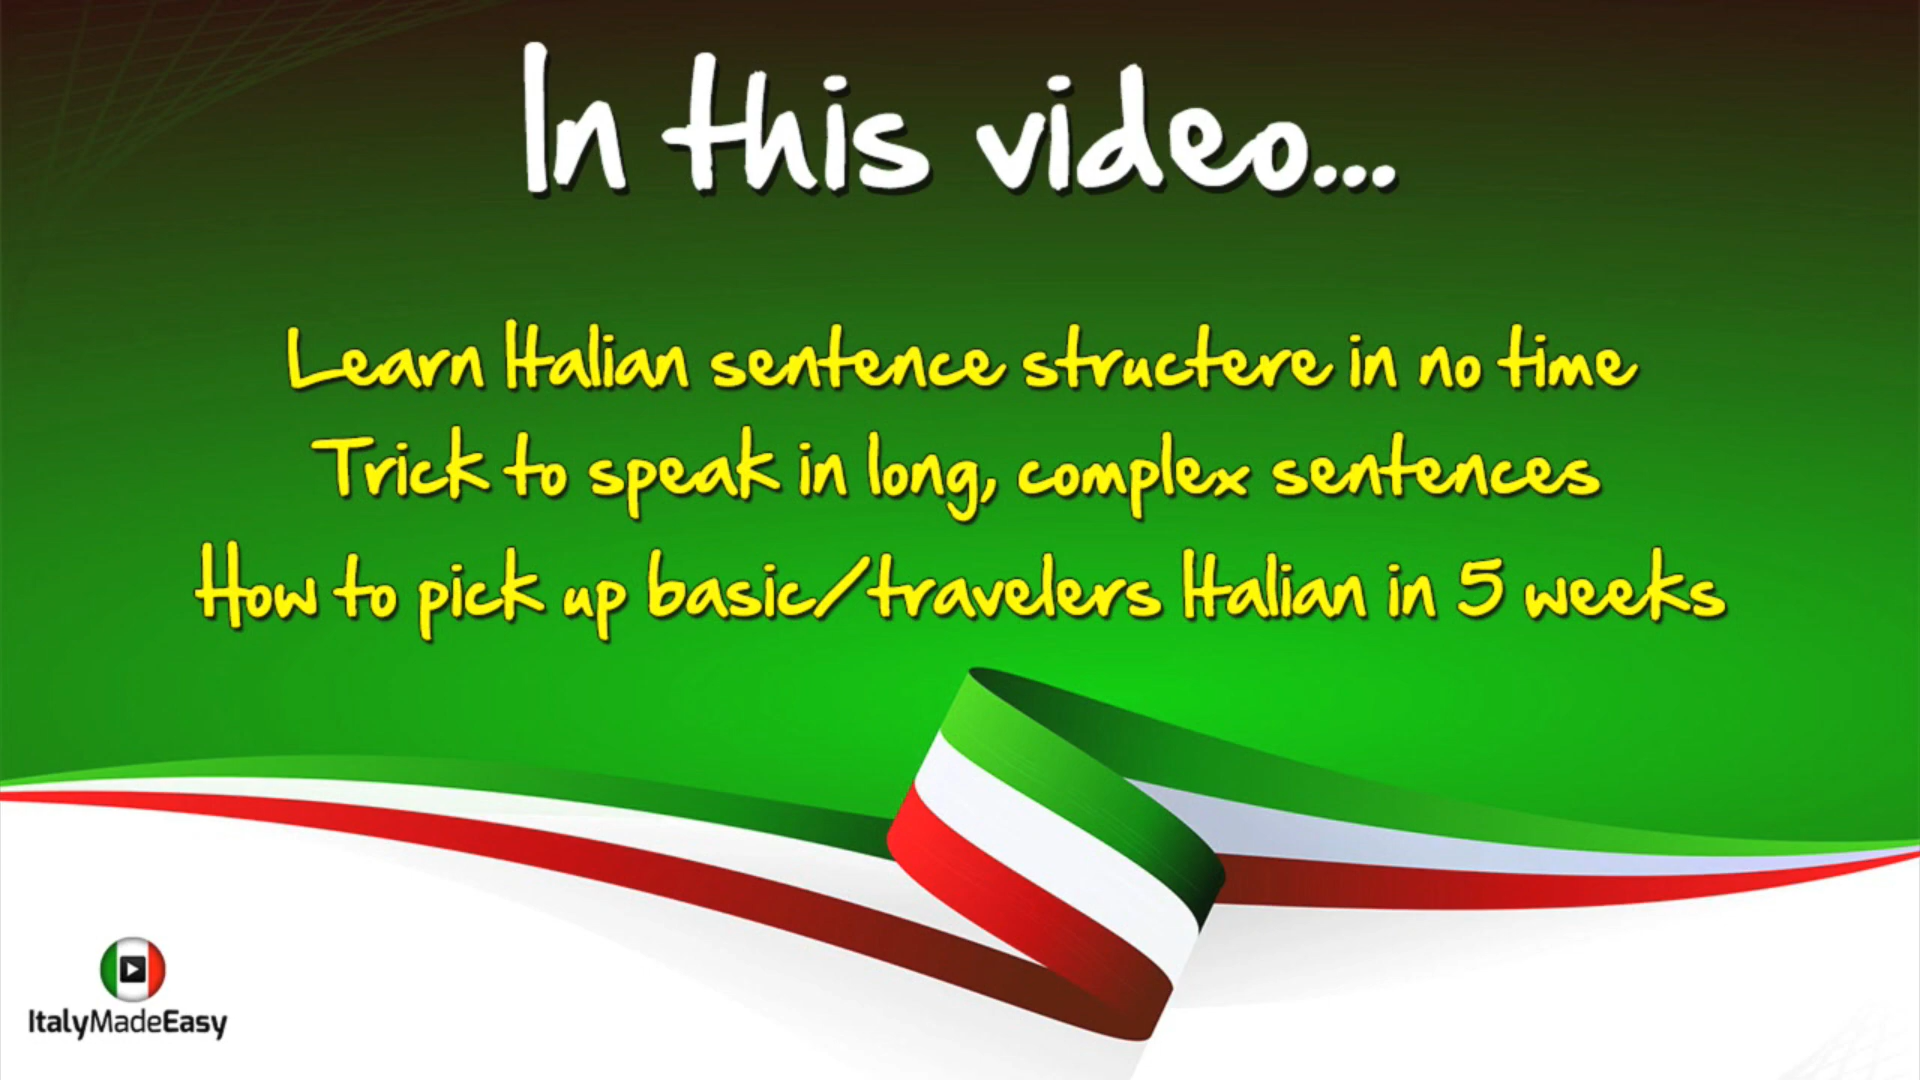 In this video...
Learn Italian sentence structere in no time
Trick to speak in long, complex sentences
How to pick up basic/travelers Italian in 5 weeks
ItalyMadeEasy